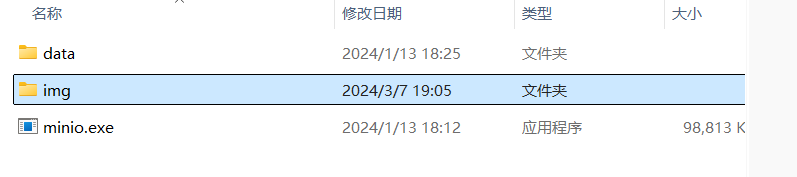 名称 修改日期 类型 大小
data 2024/1/13 18:25 文件夹
img 2024/3/7 19:05 文件夹
minio.exe 2024/1/13 18:12 应用程序 98,813 K